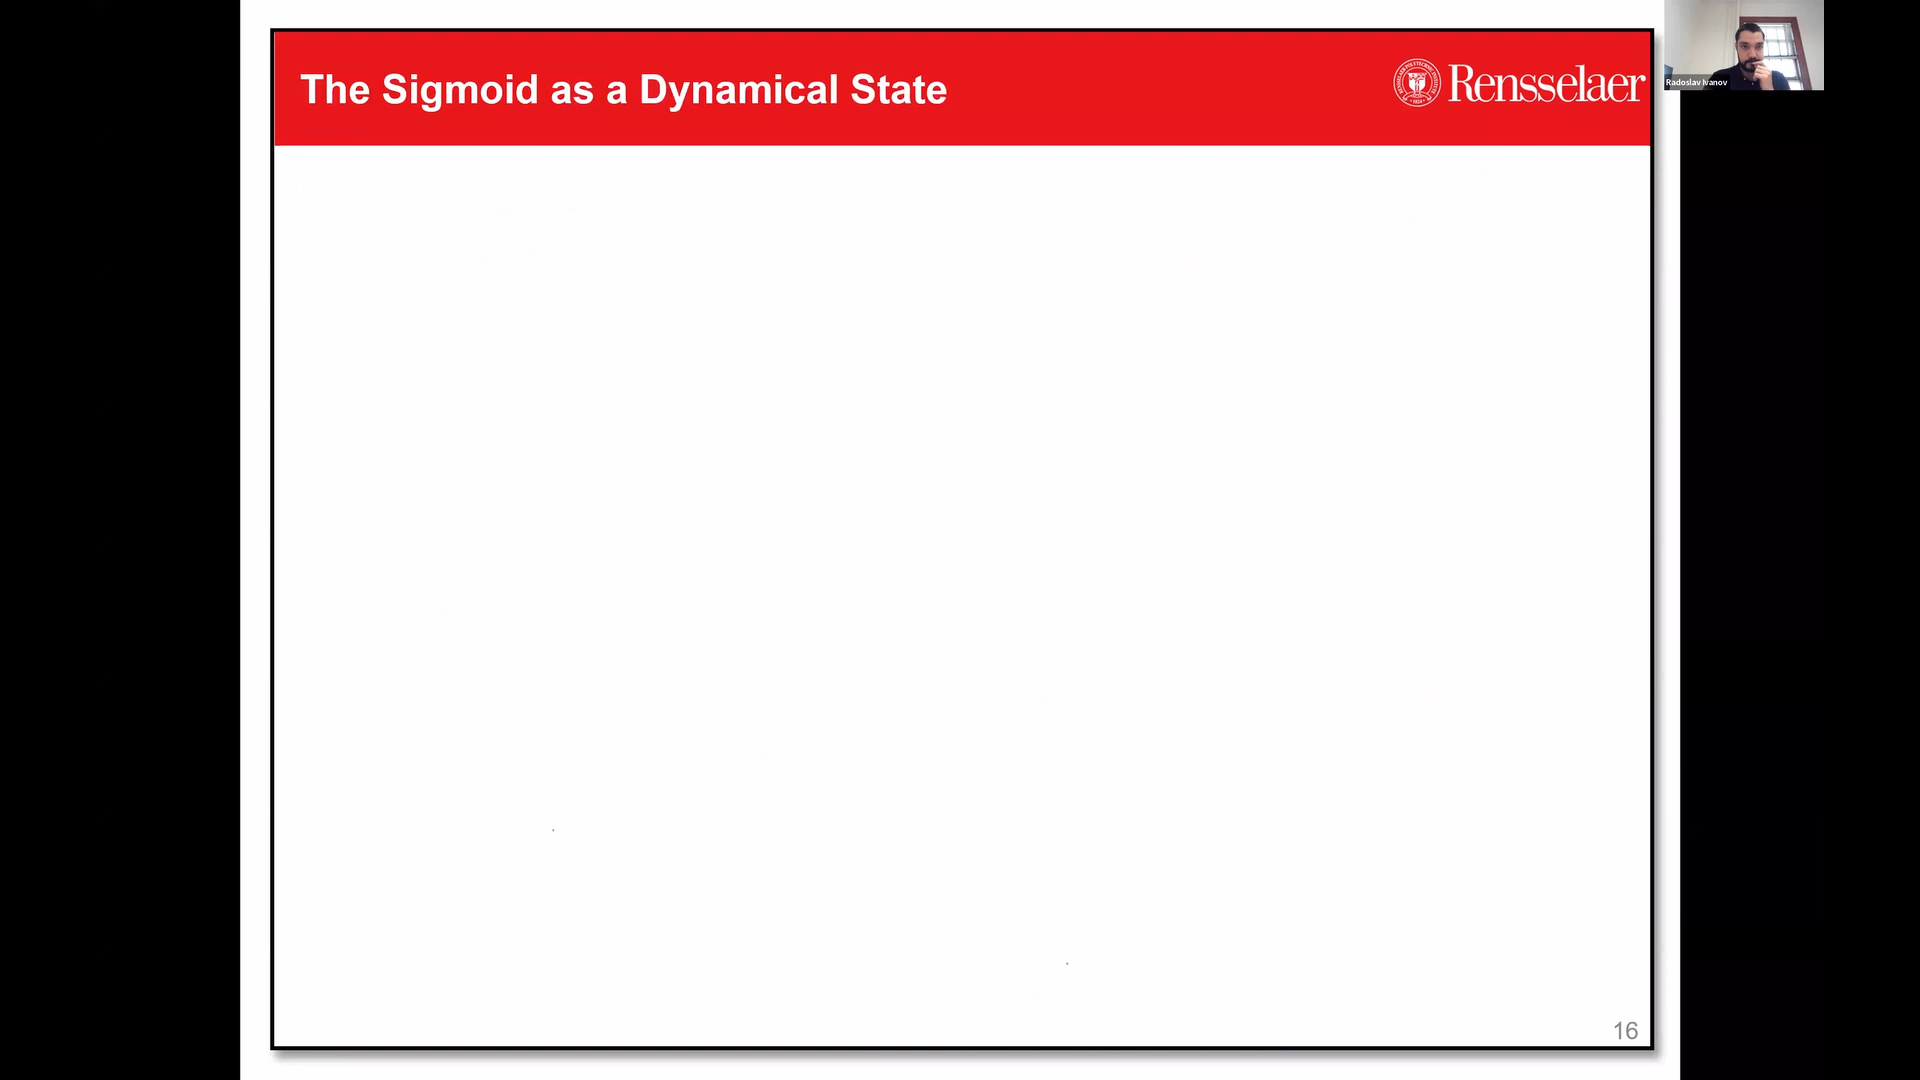 The Sigmoid as a Dynamical State
Rensselaer
Radoslav Ivanov
16